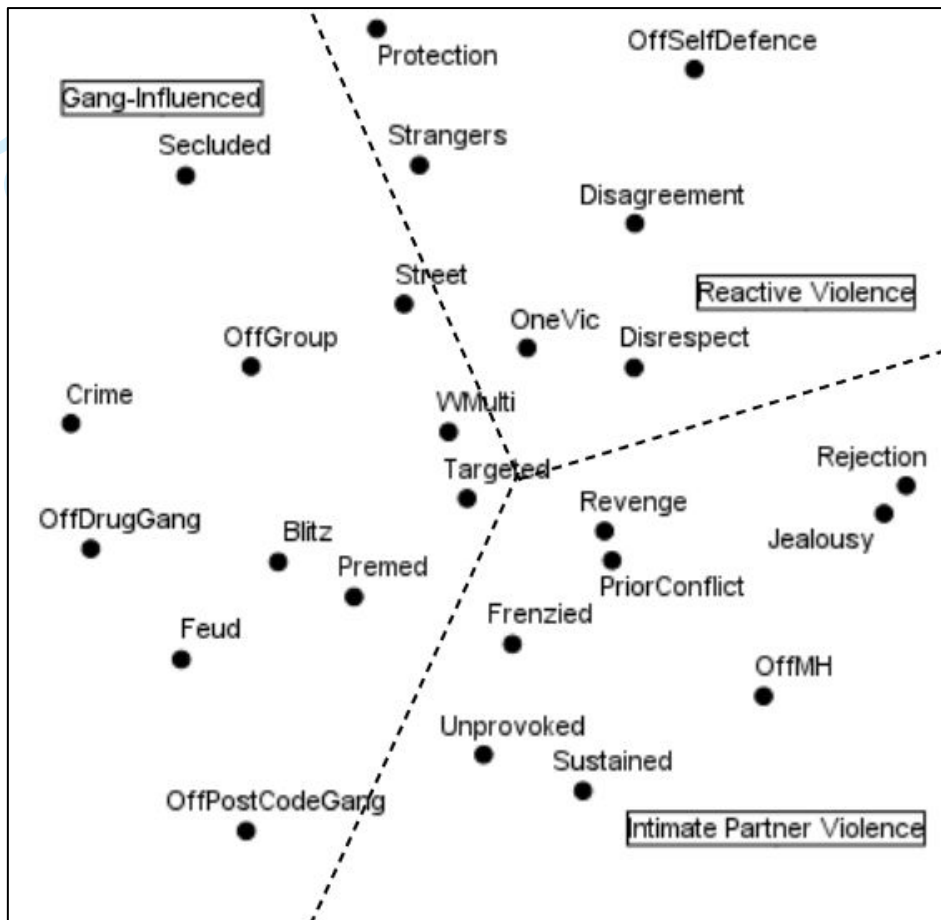 Protection
OffSelfDefence
Gang-Influenced
Secluded
Strangers
Disagreement
Street
Reactive Violence
OneVic
Disrespect
OffGroup
Crime
WMulti
Targeted
Rejection
Revenge
Jealousy
OffDrugGang
Blitz
Premed
PriorConflict
Frenzied
Feud
OffMH
Unprovoked
Sustained
OffPostCodeGang
Intimate Partner Violence